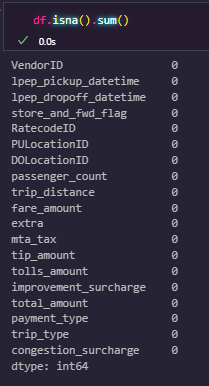 df.isna().sum()
0.0s
VendorID 0
lpep_pickup_datetime 0
lpep_dropoff_datetime 0
store_and_fwd_flag 0
RatecodeID 0
PULocationID 0
DOLocationID 0
passenger_count 0
trip_distance 0
fare_amount 0
extra 0
mta_tax 0
tip_amount 0
tolls_amount 0
improvement_surcharge 0
total_amount 0
payment_type 0
trip_type 0
congestion_surcharge 0
dtype: int64